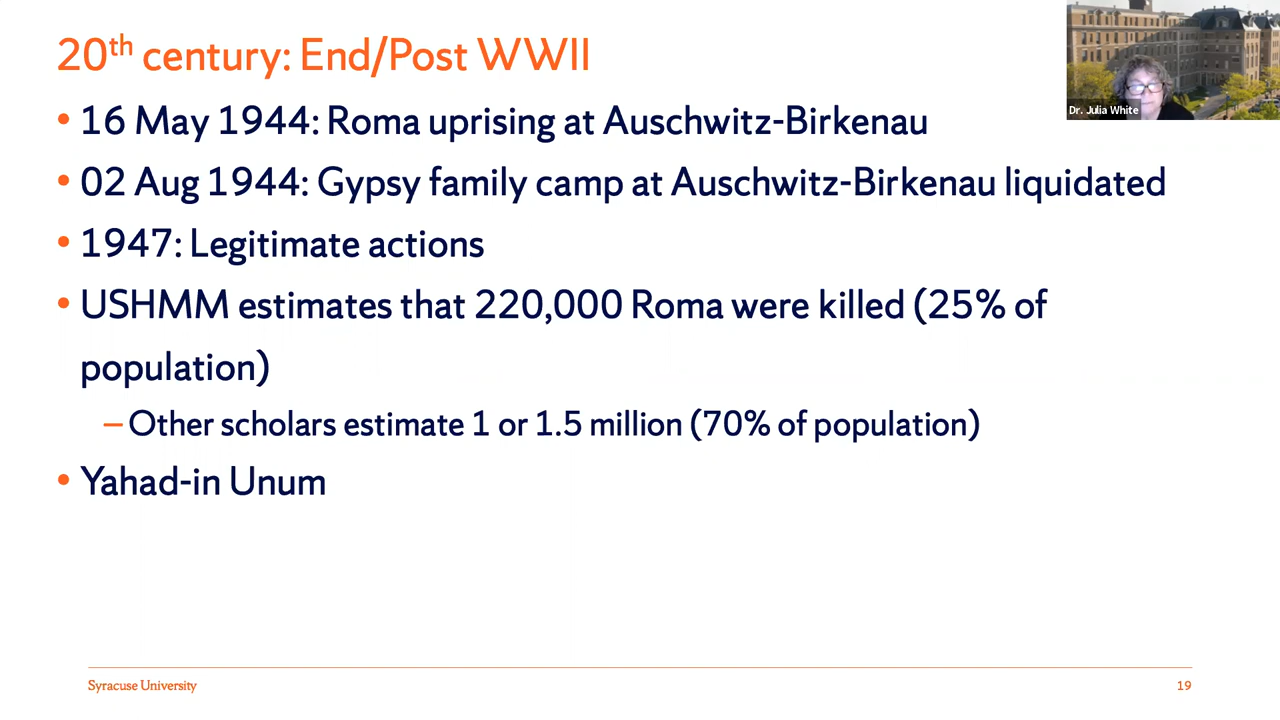 20th century: End/Post WWII
Dr. Julia White
• 16 May 1944: Roma uprising at Auschwitz-Birkenau
• 02 Aug 1944: Gypsy family camp at Auschwitz-Birkenau liquidated
• 1947: Legitimate actions
• USHMM estimates that 220,000 Roma were killed (25% of
population)
– Other scholars estimate 1 or 1.5 million (70% of population)
• Yahad-in Unum
Syracuse University
19